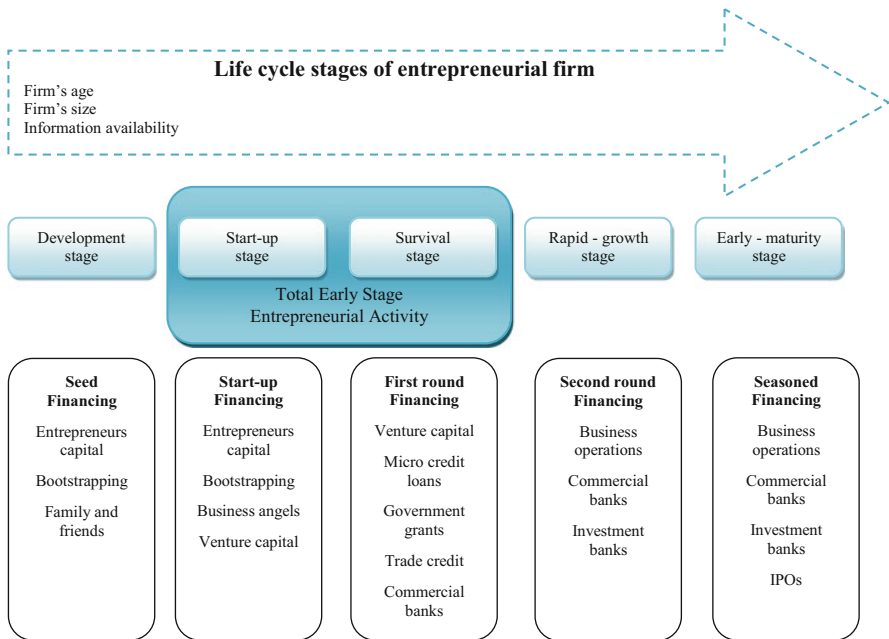 Life cycle stages of entrepreneurial firm
Firm's age
Firm's size
Information availability
Development
stage
Start-up
stage
Survival
stage
Rapid - growth
stage
Early - maturity
stage
Total Early Stage
Entrepreneurial Activity
Seed
Financing
Entrepreneurs
capital
Bootstrapping
Family and
friends
Start-up
Financing
Entrepreneurs
capital
Bootstrapping
Business angels
Venture capital
First round
Financing
Venture capital
Micro credit
loans
Government
grants
Trade credit
Commercial
banks
Second round
Financing
Business
operations
Commercial
banks
Investment
banks
Seasoned Financing
Business
operations
Commercial
banks
Investment
banks
IPOs